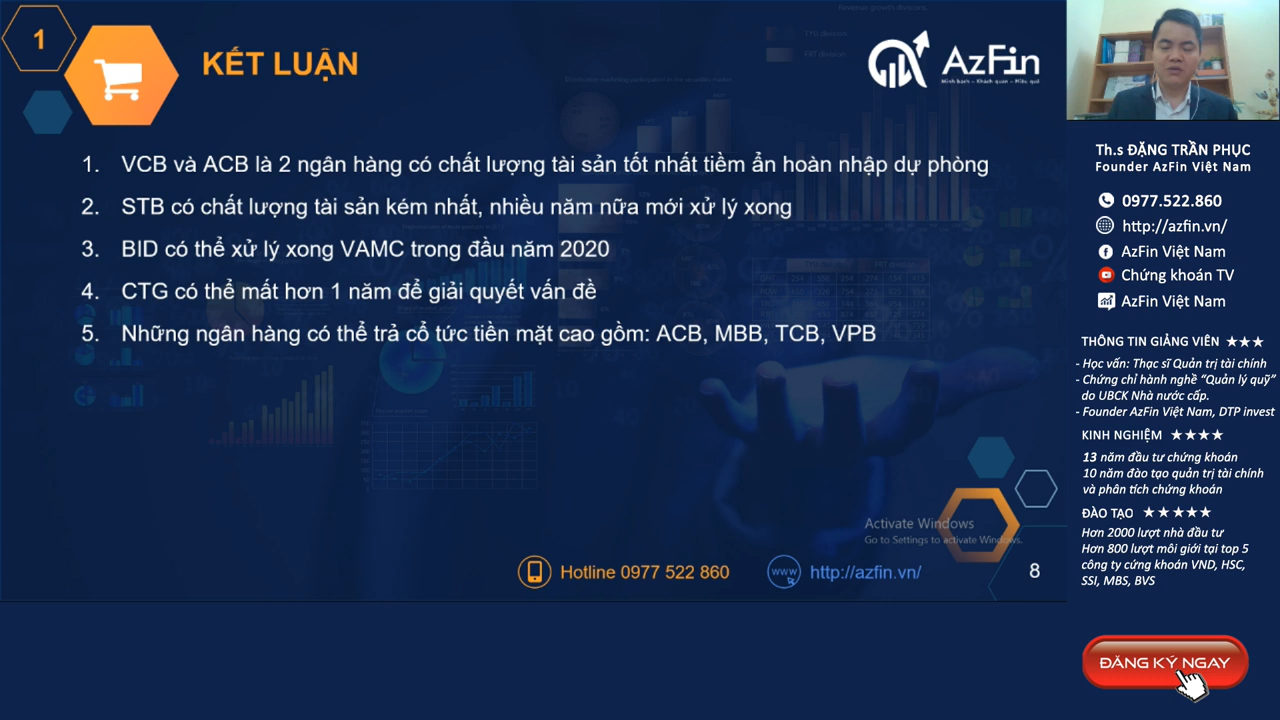 1
KẾT LUẬN
AzFin
Minh bạch – Khách quan – Hiệu quả
1. VCB và ACB là 2 ngân hàng có chất lượng tài sản tốt nhất tiềm ẩn hoàn nhập dự phòng
2. STB có chất lượng tài sản kém nhất, nhiều năm nữa mới xử lý xong
3. BID có thể xử lý xong VAMC trong đầu năm 2020
4. CTG có thể mất hơn 1 năm để giải quyết vấn đề
5. Những ngân hàng có thể trả cổ tức tiền mặt cao gồm: ACB, MBB, TCB, VPB
Activate Windows
Go to Settings to activate Windows.
Hotline 0977 522 860
www
http://azfin.vn/
8
Th.s ĐẶNG TRẦN PHỤC
Founder AzFin Việt Nam
0977.522.860
http://azfin.vn/
AzFin Việt Nam
Chứng khoán TV
AzFin Việt Nam
THÔNG TIN GIẢNG VIÊN ★★★
- Học vấn: Thạc sĩ Quản trị tài chính
- Chứng chỉ hành nghề “Quản lý quỹ”
do UBCK Nhà nước cấp.
- Founder AzFin Việt Nam, DTP invest
KINH NGHIỆM ★★★★
13 năm đầu tư chứng khoán
10 năm đào tạo quản trị tài chính
và phân tích chứng khoán
ĐÀO TẠO ★★★★★
Hơn 2000 lượt nhà đầu tư
Hơn 800 lượt môi giới tại top 5
công ty cứng khoán VND, HSC,
SSI, MBS, BVS
ĐĂNG KÝ NGAY